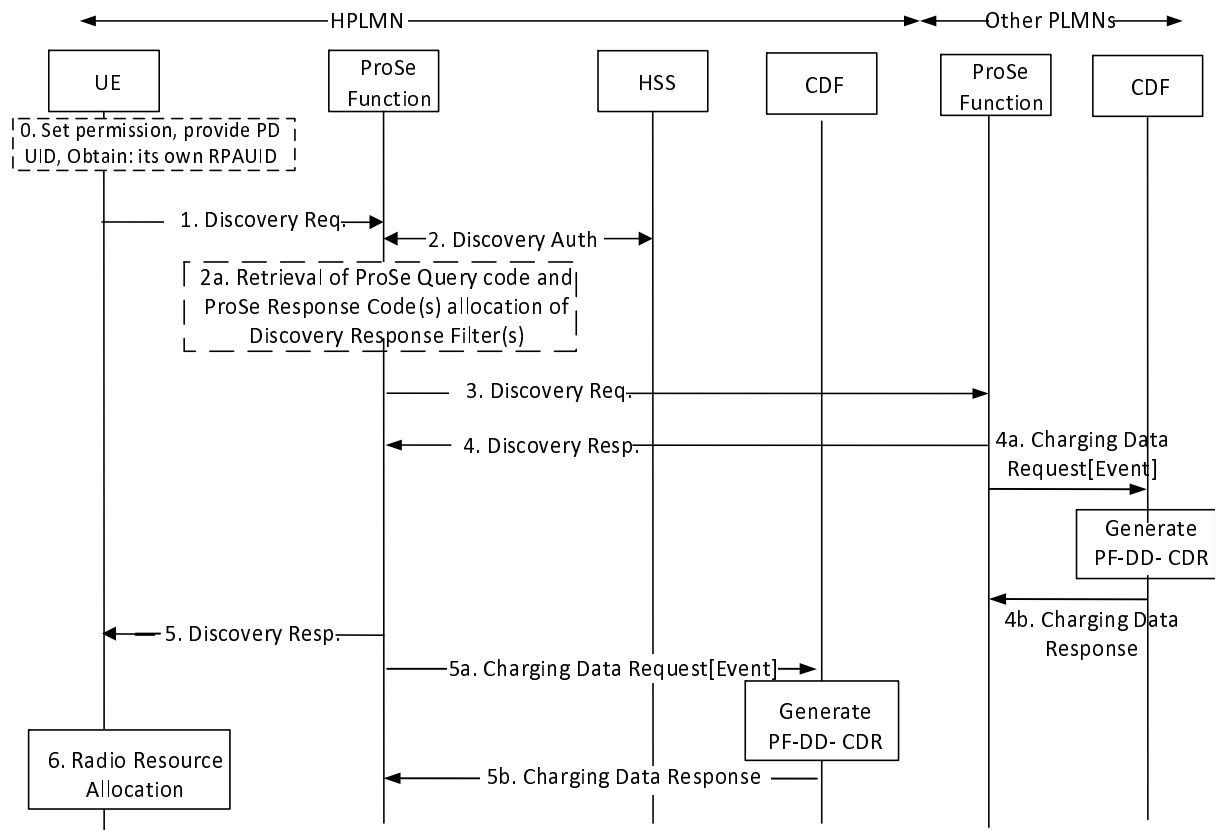 HPLMN
Other PLMNs
UE
ProSe
Function
HSS
CDF
ProSe
Function
CDF
0. Set permission, provide PD
UID, Obtain: its own RPAUID
1. Discovery Req.
2. Discovery Auth
2a. Retrieval of ProSe Query code and
ProSe Response Code(s) allocation of
Discovery Response Filter(s)
3. Discovery Req.
4. Discovery Resp.
4a. Charging Data
Request[Event]
Generate
PF-DD- CDR
4b. Charging Data
Response
5. Discovery Resp.
5a. Charging Data Request[Event]
Generate
PF-DD- CDR
6. Radio Resource
Allocation
5b. Charging Data Response